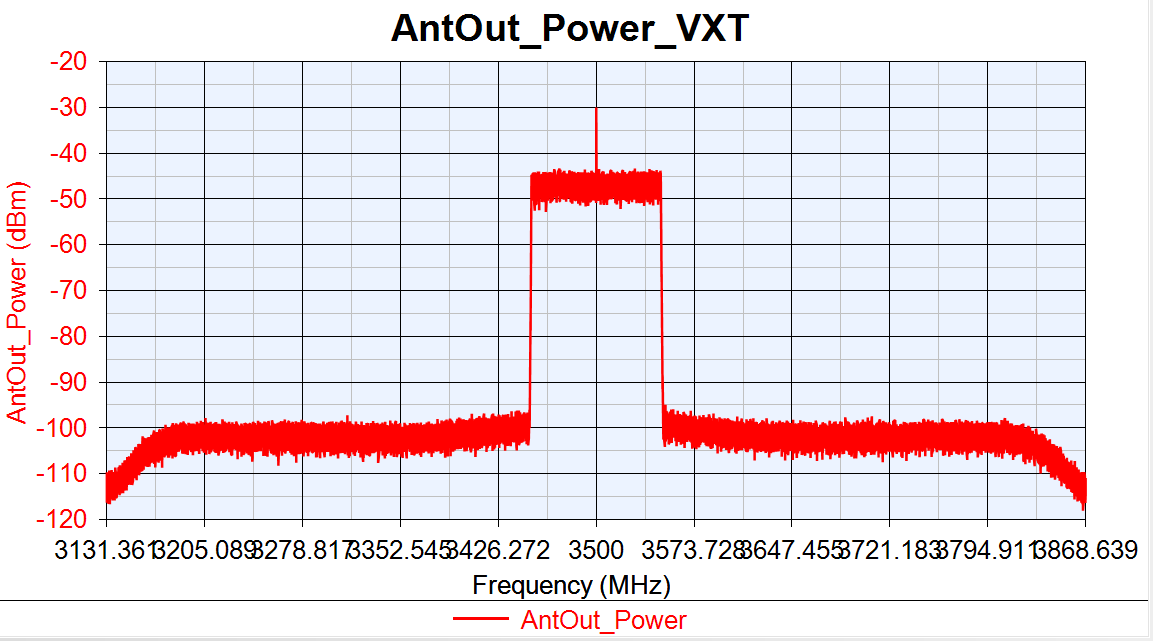 AntOut_Power_VXT
-20
-30
-40
-50
-60
-70
-80
-90
-100
-110
-120
AntOut_Power (dBm)
3131.361 3205.089 3278.817 3352.545 3426.272 3500 3573.728 3647.455 3721.183 3794.911 3868.639
Frequency (MHz)
AntOut_Power